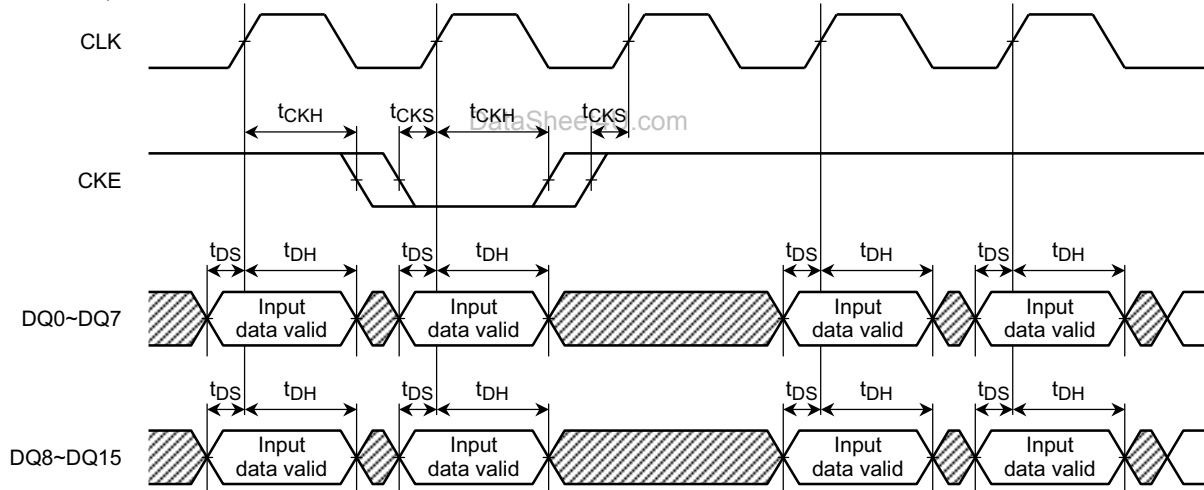 CLK
tCKH tCKS tCKH tCKS
DataSheet4U.com
CKE
tDS tDH tDS tDH tDS tDH tDS tDH
DQ0~DQ7
Input data valid
Input data valid
Input data valid
Input data valid
tDS tDH tDS tDH tDS tDH tDS tDH
DQ8~DQ15
Input data valid
Input data valid
Input data valid
Input data valid